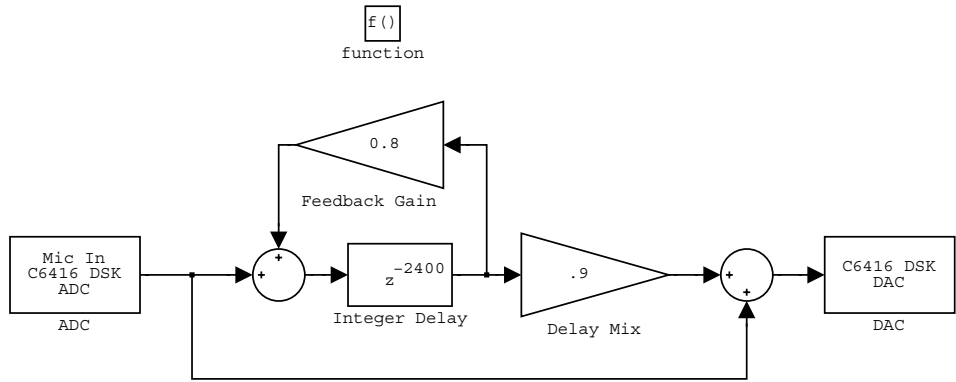 f()
function
0.8
Feedback Gain
Mic In
C6416 DSK
ADC
ADC
+
+
z^-2400
Integer Delay
.9
Delay Mix
+
+
C6416 DSK
DAC
DAC